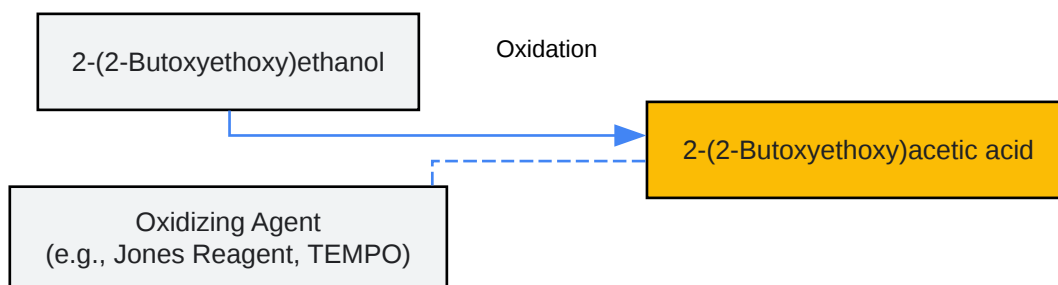 2-(2-Butoxyethoxy)ethanol
Oxidation
2-(2-Butoxyethoxy)acetic acid
Oxidizing Agent
(e.g., Jones Reagent, TEMPO)